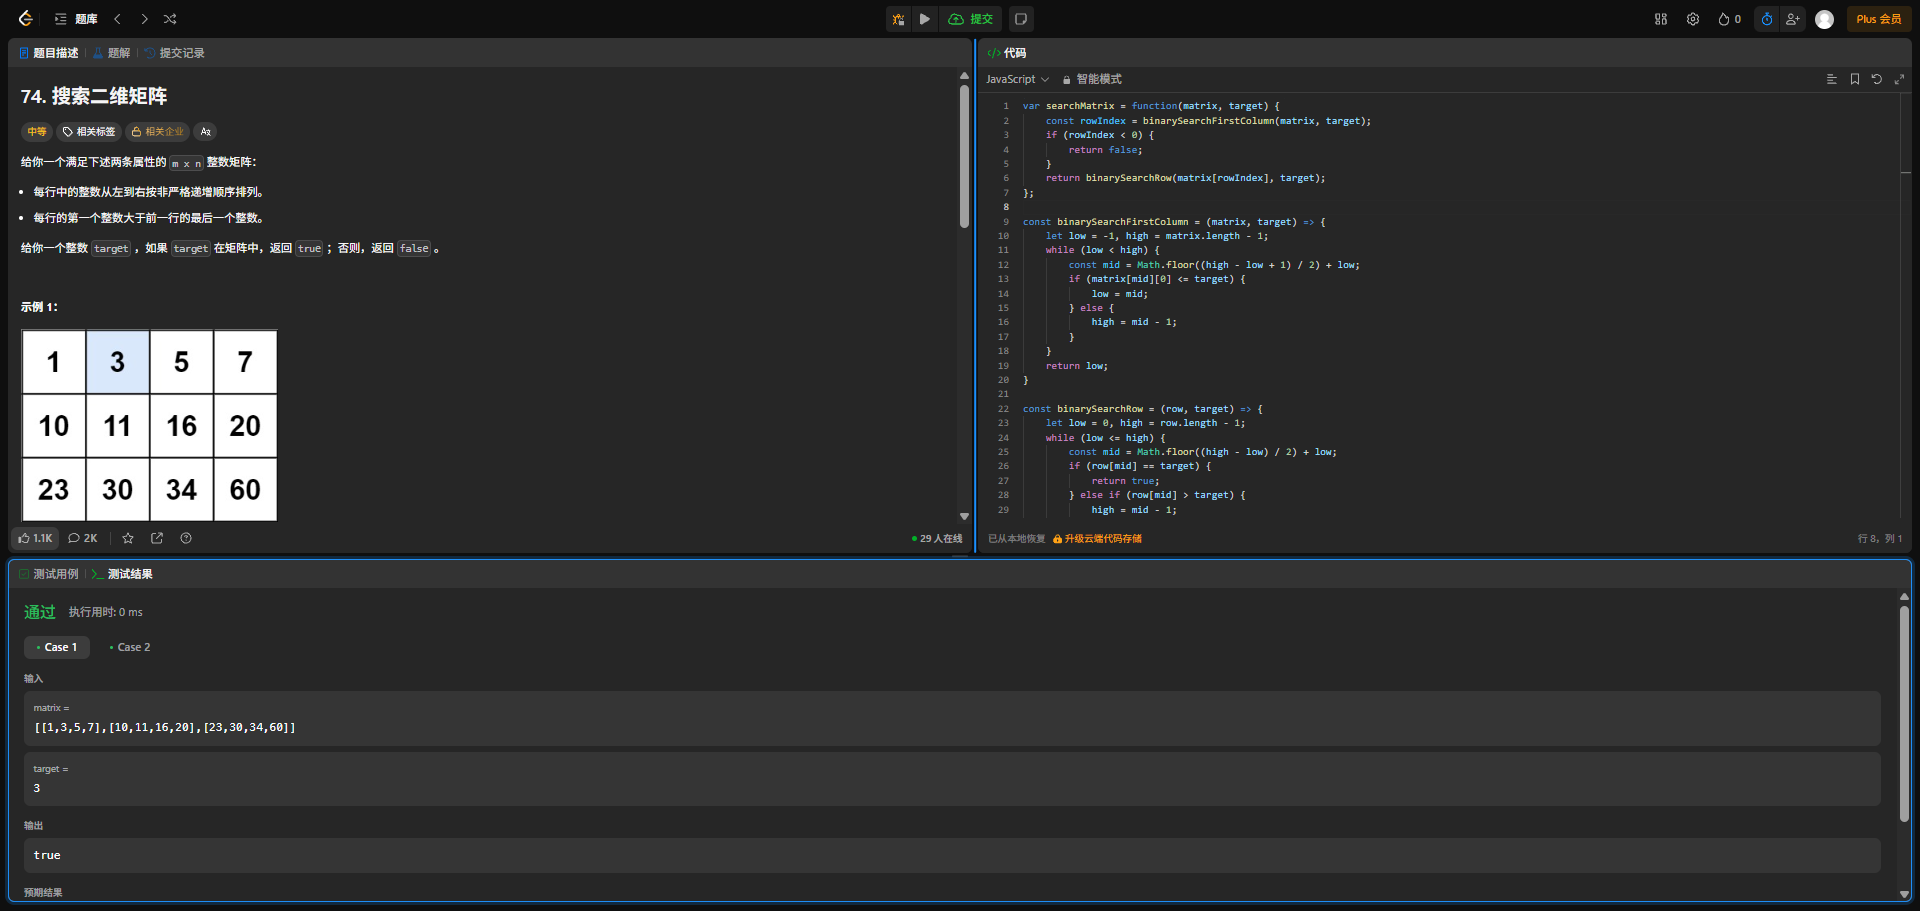 题库
提交
0
Plus 会员
题目描述
题解
提交记录
74. 搜索二维矩阵
中等
相关标签
相关企业
给你一个满足下述两条属性的 m x n 整数矩阵：
每行中的整数从左到右按非严格递增顺序排列。
每行的第一个整数大于前一行的最后一个整数。
给你一个整数 target ，如果 target 在矩阵中，返回 true ；否则，返回 false 。
示例 1：
1 3 5 7
10 11 16 20
23 30 34 60
1.1K
2K
29 人在线
</> 代码
JavaScript
智能模式
1 var searchMatrix = function(matrix, target) {
2 const rowIndex = binarySearchFirstColumn(matrix, target);
3 if (rowIndex < 0) {
4 return false;
5 }
6 return binarySearchRow(matrix[rowIndex], target);
7 };
8
9 const binarySearchFirstColumn = (matrix, target) => {
10 let low = -1, high = matrix.length - 1;
11 while (low < high) {
12 const mid = Math.floor((high - low + 1) / 2) + low;
13 if (matrix[mid][0] <= target) {
14 low = mid;
15 } else {
16 high = mid - 1;
17 }
18 }
19 return low;
20 }
21
22 const binarySearchRow = (row, target) => {
23 let low = 0, high = row.length - 1;
24 while (low <= high) {
25 const mid = Math.floor((high - low) / 2) + low;
26 if (row[mid] == target) {
27 return true;
28 } else if (row[mid] > target) {
29 high = mid - 1;
已从本地恢复
升级云端代码存储
行 8，列 1
测试用例
测试结果
通过
执行用时: 0 ms
Case 1
Case 2
输入
matrix =
[[1,3,5,7],[10,11,16,20],[23,30,34,60]]
target =
3
输出
true
预期结果